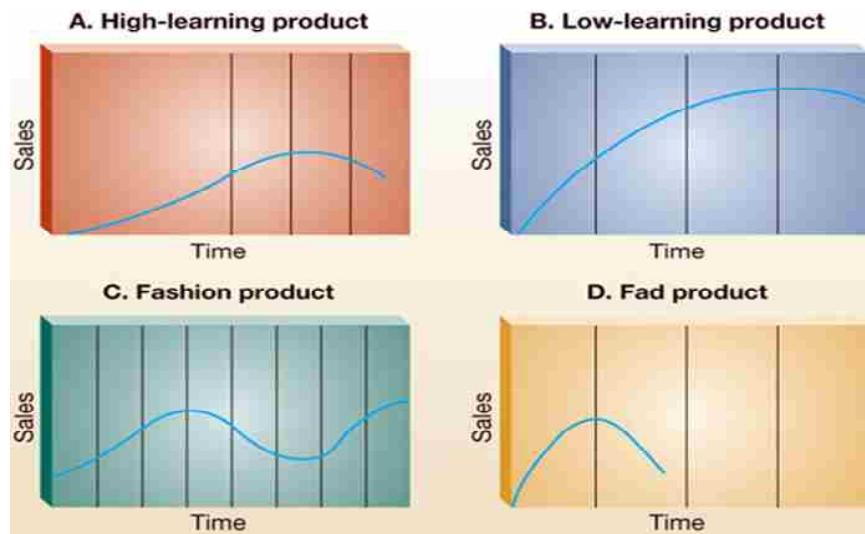 A. High-learning product
B. Low-learning product
Sales
Time
Sales
Time
C. Fashion product
D. Fad product
Sales
Time
Sales
Time